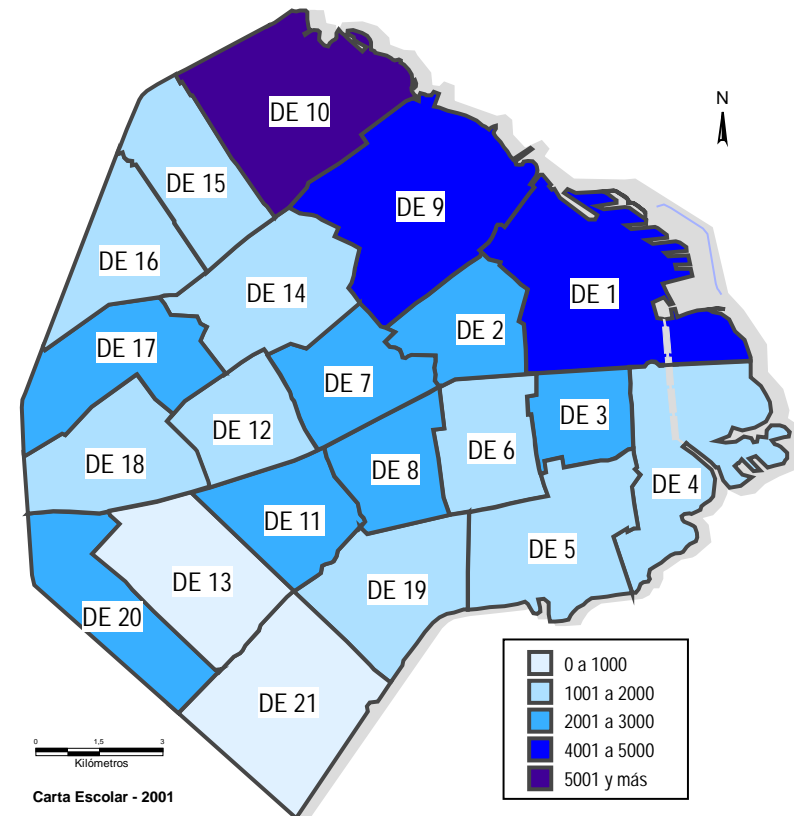 DE 10
N
DE 15
DE 9
DE 16
DE 14
DE 1
DE 2
DE 17
DE 7
DE 3
DE 12
DE 6
DE 18
DE 8
DE 4
DE 11
DE 5
DE 13
DE 19
DE 20
DE 21
0 a 1000
1001 a 2000
2001 a 3000
4001 a 5000
5001 y más
0 1,5 3
Kilómetros
Carta Escolar - 2001